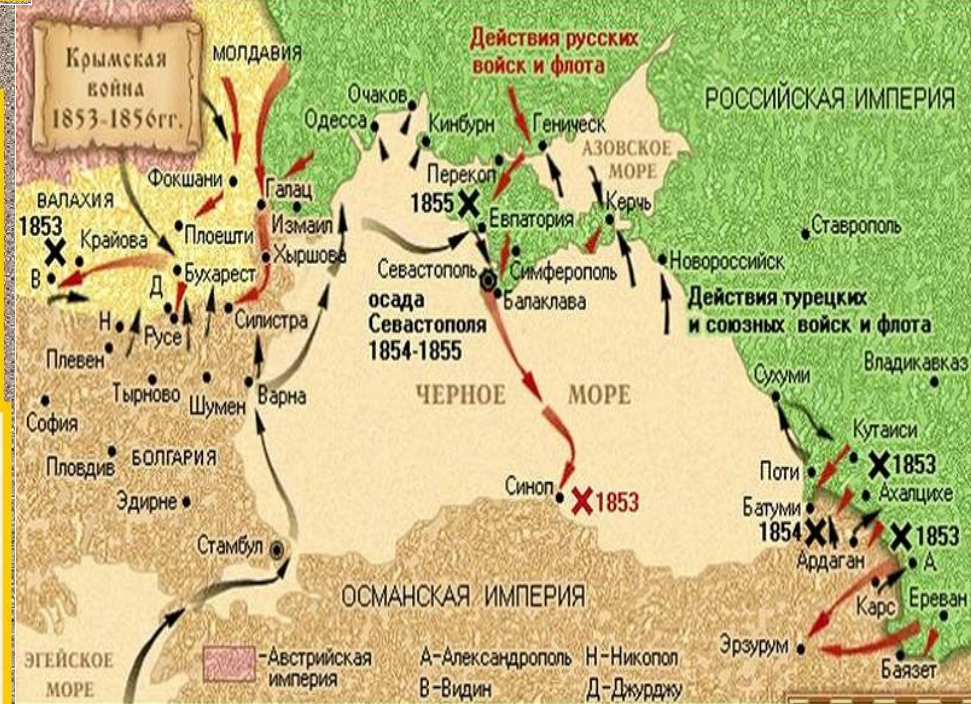 Крымская
война
1853-1856гг.
МОЛДАВИЯ
Действия русских
войск и флота
РОССИЙСКАЯ ИМПЕРИЯ
Очаков
Одесса
Кинбурн
Геническ
АЗОВСКОЕ
МОРЕ
Перекоп
1855
Евпатория
Керчь
Фокшани
Галац
Измаил
ВАЛАХИЯ
1853
Крайова
Плоешти
Хыршова
В
Бухарест
Д
Севастополь
Симферополь
Балаклава
Ставрополь
Новороссийск
осада
Севастополя
1854-1855
Действия турецких
и союзных войск и флота
Н
Русе
Силистра
Плевен
Тырново
Шумен
Варна
София
Пловдив
БОЛГАРИЯ
Эдирне
ЧЕРНОЕ МОРЕ
Владикавказ
Сухуми
Кутаиси
1853
Поти
Ахалцихе
Синоп
1853
Батуми
1854
1853
Ардаган
А
Стамбул
ОСМАНСКАЯ ИМПЕРИЯ
Карс
Ереван
Эрзурум
Баязет
ЭГЕЙСКОЕ
МОРЕ
-Австрийская
империя
А-Александрополь
Н-Никопол
В-Видин
Д-Джурджу